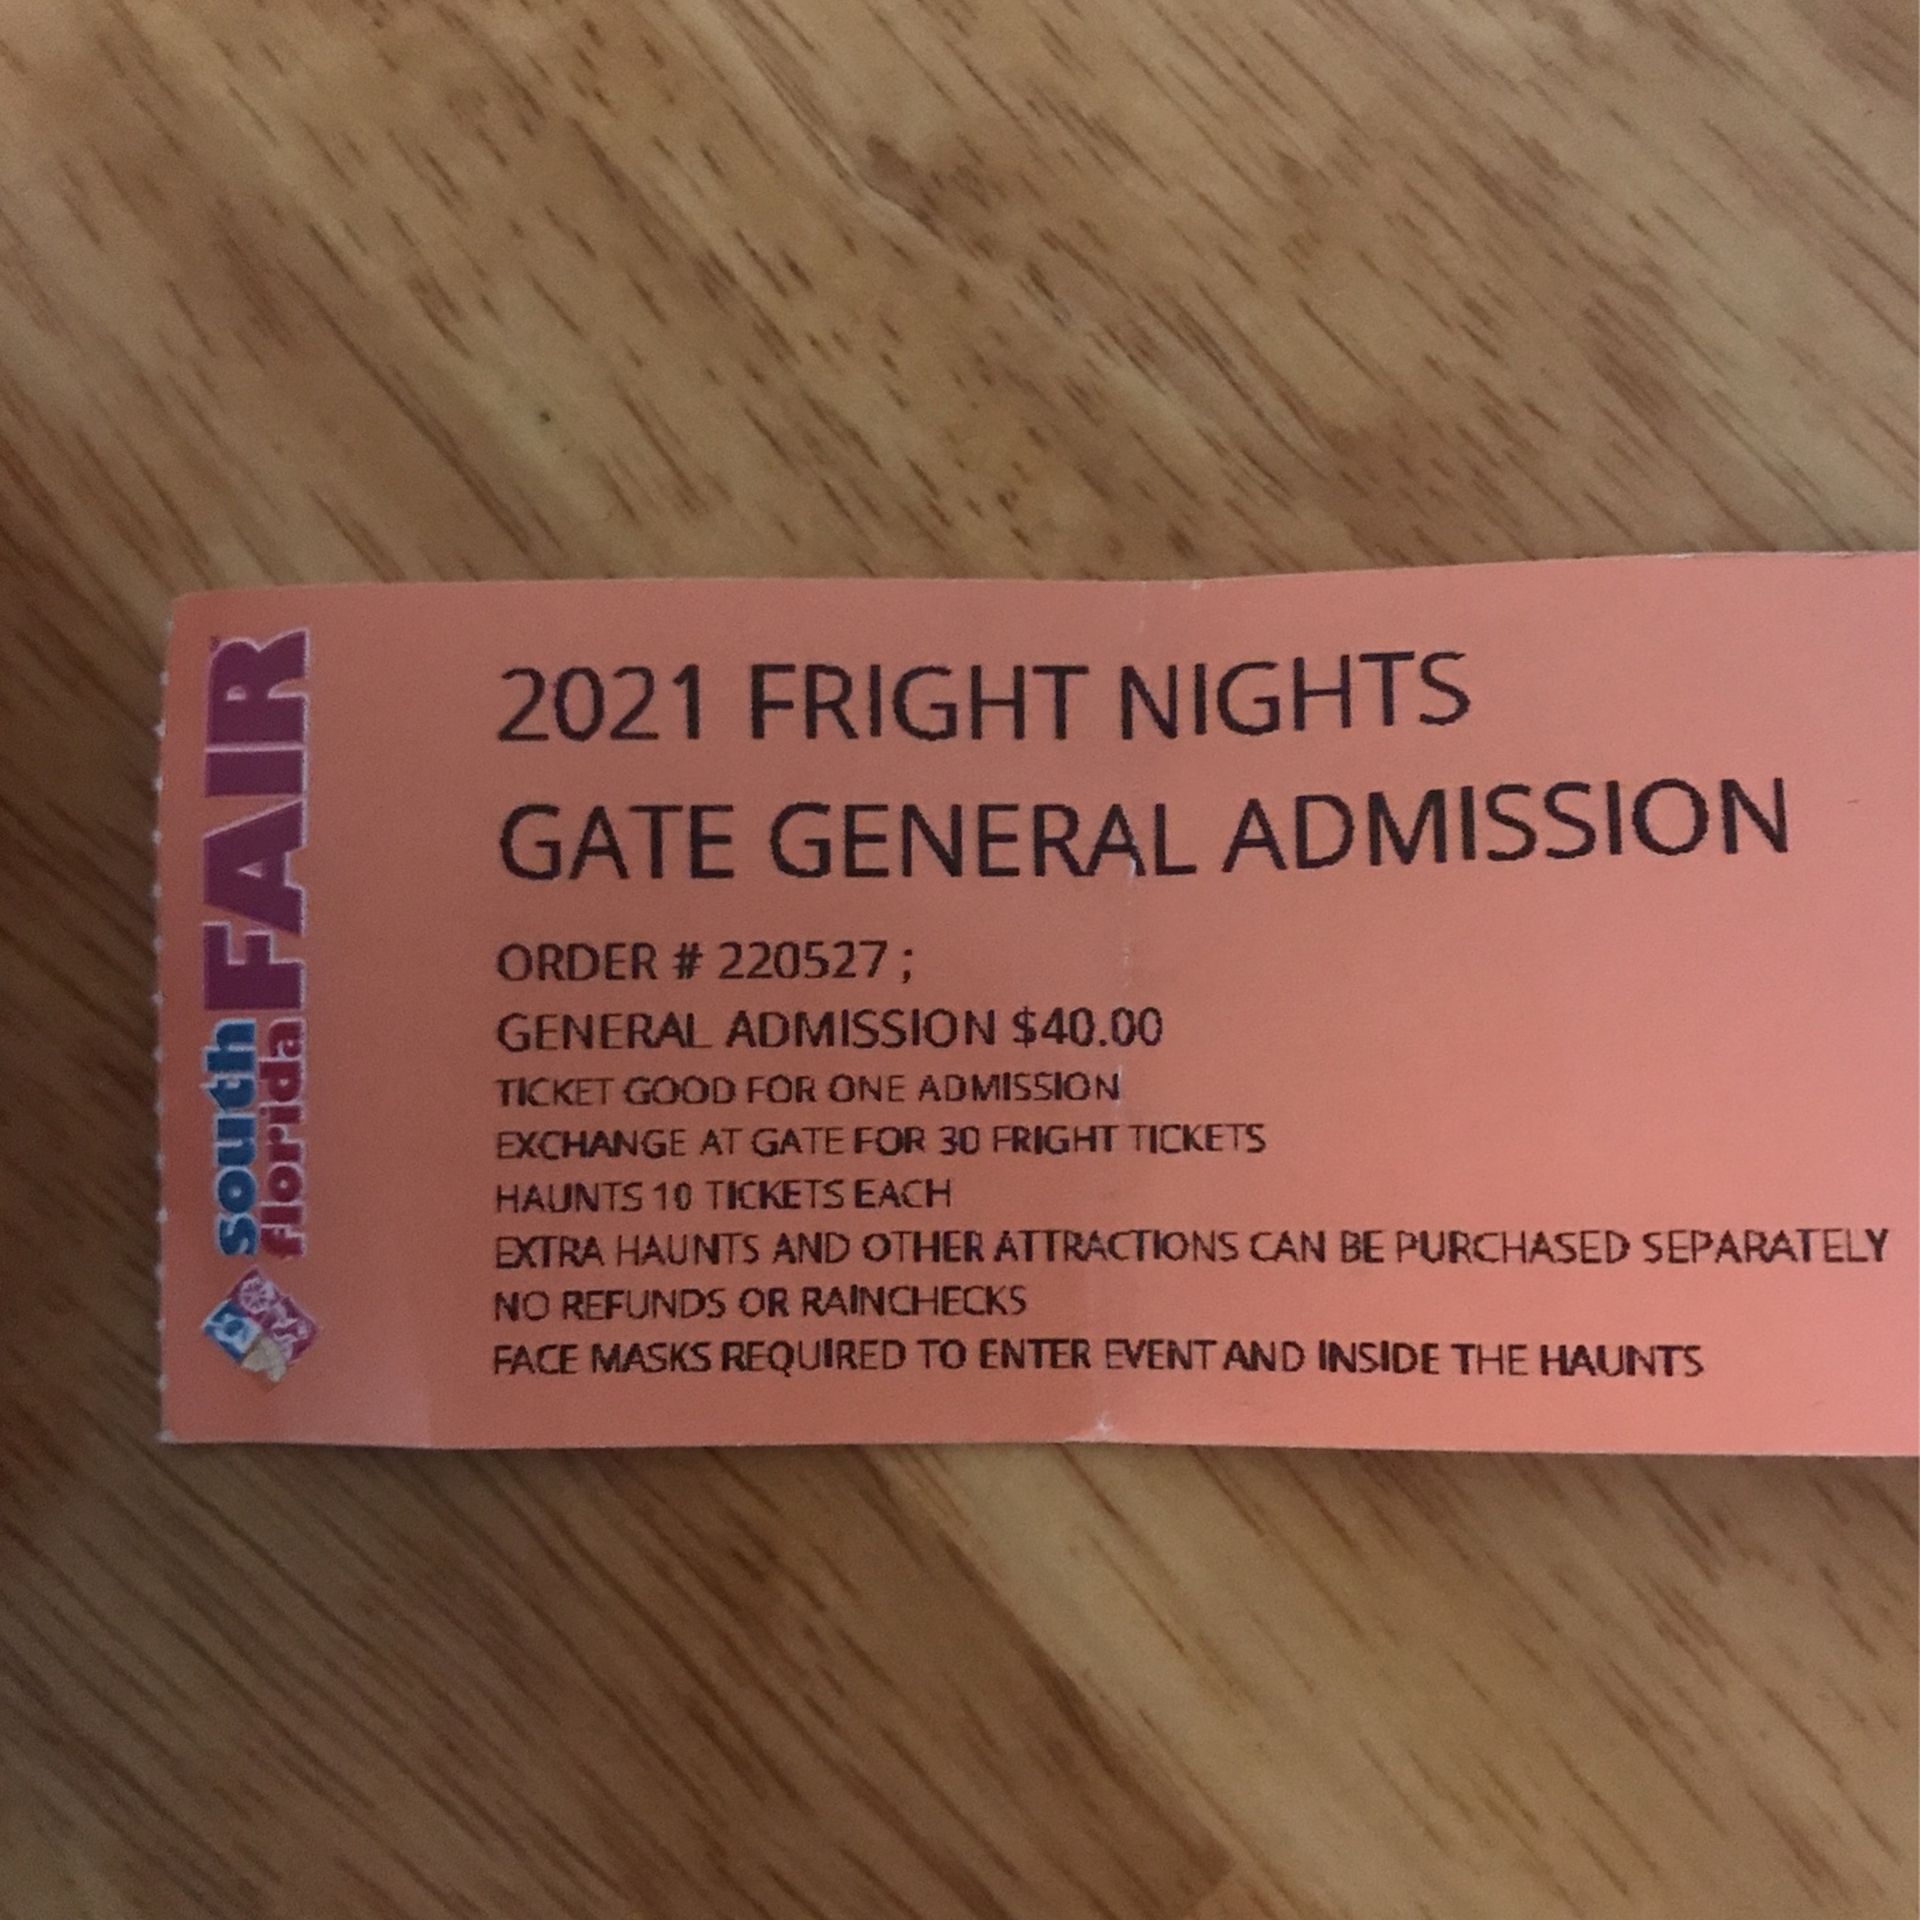 south
florida
FAIR
2021 FRIGHT NIGHTS
GATE GENERAL ADMISSION
ORDER # 220527 ;
GENERAL ADMISSION $40.00
TICKET GOOD FOR ONE ADMISSION
EXCHANGE AT GATE FOR 30 FRIGHT TICKETS
HAUNTS 10 TICKETS EACH
EXTRA HAUNTS AND OTHER ATTRACTIONS CAN BE PURCHASED SEPARATELY
NO REFUNDS OR RAINCHECKS
FACE MASKS REQUIRED TO ENTER EVENT AND INSIDE THE HAUNTS